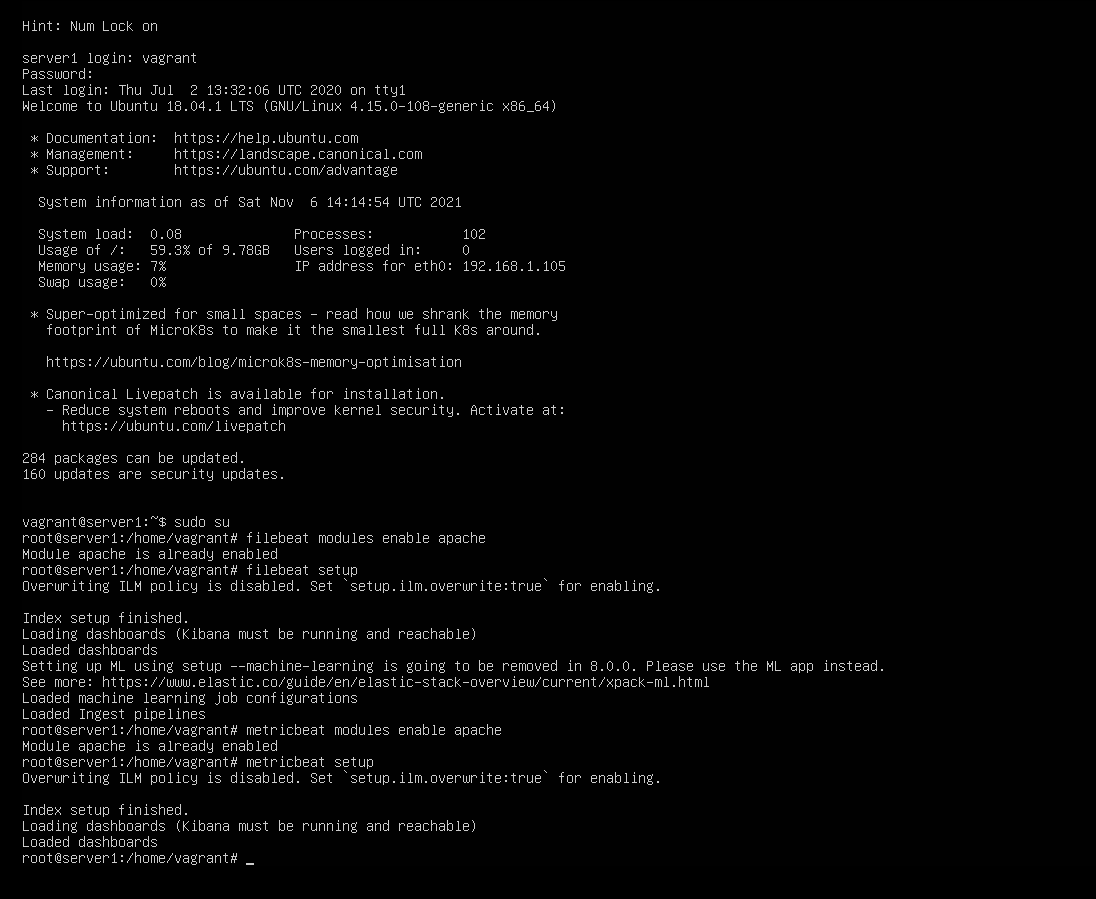 Hint: Num Lock on
server1 login: vagrant
Password:
Last login: Thu Jul  2 13:32:06 UTC 2020 on tty1
Welcome to Ubuntu 18.04.1 LTS (GNU/Linux 4.15.0-108-generic x86_64)
 * Documentation:  https://help.ubuntu.com
 * Management:     https://landscape.canonical.com
 * Support:        https://ubuntu.com/advantage
  System information as of Sat Nov  6 14:14:54 UTC 2021
  System load:  0.08              Processes:           102
  Usage of /:   59.3% of 9.78GB   Users logged in:     0
  Memory usage: 7%                IP address for eth0: 192.168.1.105
  Swap usage:   0%
 * Super-optimized for small spaces - read how we shrank the memory
   footprint of MicroK8s to make it the smallest full K8s around.
   https://ubuntu.com/blog/microk8s-memory-optimisation
 * Canonical Livepatch is available for installation.
   - Reduce system reboots and improve kernel security. Activate at:
     https://ubuntu.com/livepatch
284 packages can be updated.
160 updates are security updates.
vagrant@server1:~$ sudo su
root@server1:/home/vagrant# filebeat modules enable apache
Module apache is already enabled
root@server1:/home/vagrant# filebeat setup
Overwriting ILM policy is disabled. Set `setup.ilm.overwrite:true` for enabling.
Index setup finished.
Loading dashboards (Kibana must be running and reachable)
Loaded dashboards
Setting up ML using setup --machine-learning is going to be removed in 8.0.0. Please use the ML app instead.
See more: https://www.elastic.co/guide/en/elastic-stack-overview/current/xpack-ml.html
Loaded machine learning job configurations
Loaded Ingest pipelines
root@server1:/home/vagrant# metricbeat modules enable apache
Module apache is already enabled
root@server1:/home/vagrant# metricbeat setup
Overwriting ILM policy is disabled. Set `setup.ilm.overwrite:true` for enabling.
Index setup finished.
Loading dashboards (Kibana must be running and reachable)
Loaded dashboards
root@server1:/home/vagrant# _